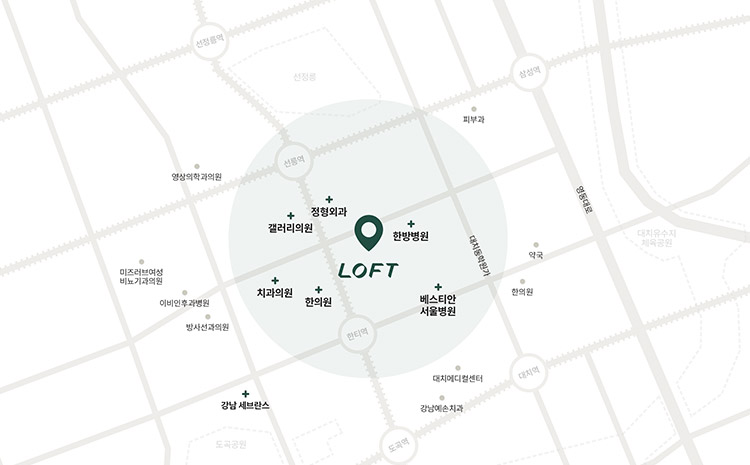 선정릉역
선정릉
삼성역
피부과
선릉역
영상의학과의원
정형외과
갤러리의원
영동대로
한방병원
대치동학원가
대치유수지
체육공원
약국
LOFT
미즈러브여성
비뇨기과의원
치과의원
한의원
한의원
베스티안
서울병원
이비인후과병원
방사선과의원
한티역
대치역
대치메디컬센터
강남 세브란스
강남예손치과
도곡공원
도곡역